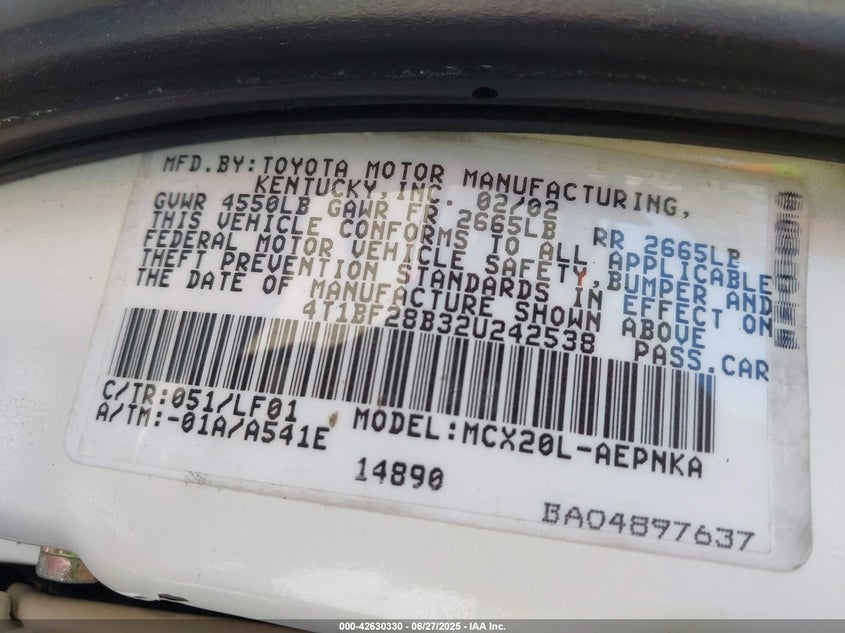 MFD.BY:TOYOTA MOTOR MANUFACTURING,
KENTUCKY,INC. 02/02
GVWR 4550LB GAWR FR 2665LB RR 2665LB
THIS VEHICLE CONFORMS TO ALL APPLICABLE
FEDERAL MOTOR VEHICLE SAFETY,BUMPER AND
THEFT PREVENTION STANDARDS IN EFFECT ON
THE DATE OF MANUFACTURE SHOWN ABOVE
4T1BF28B32U242538 PASS.CAR
C/TR:051/LF01
A/TM:-01A/A541E MODEL:MCX20L-AEPNKA
14890
BA04897637
000-42630330 - 06/27/2025 - IAA Inc.